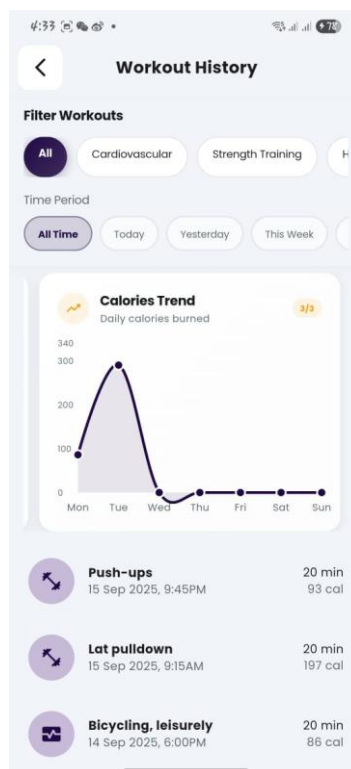 4:33
78
Workout History
Filter Workouts
All Cardiovascular Strength Training H
Time Period
All Time Today Yesterday This Week
Calories Trend
3/3
Daily calories burned
340
300
200
100
0
Mon Tue Wed Thu Fri Sat Sun
Push-ups 20 min
15 Sep 2025, 9:45PM 93 cal
Lat pulldown 20 min
15 Sep 2025, 9:15AM 197 cal
Bicycling, leisurely 20 min
14 Sep 2025, 6:00PM 86 cal